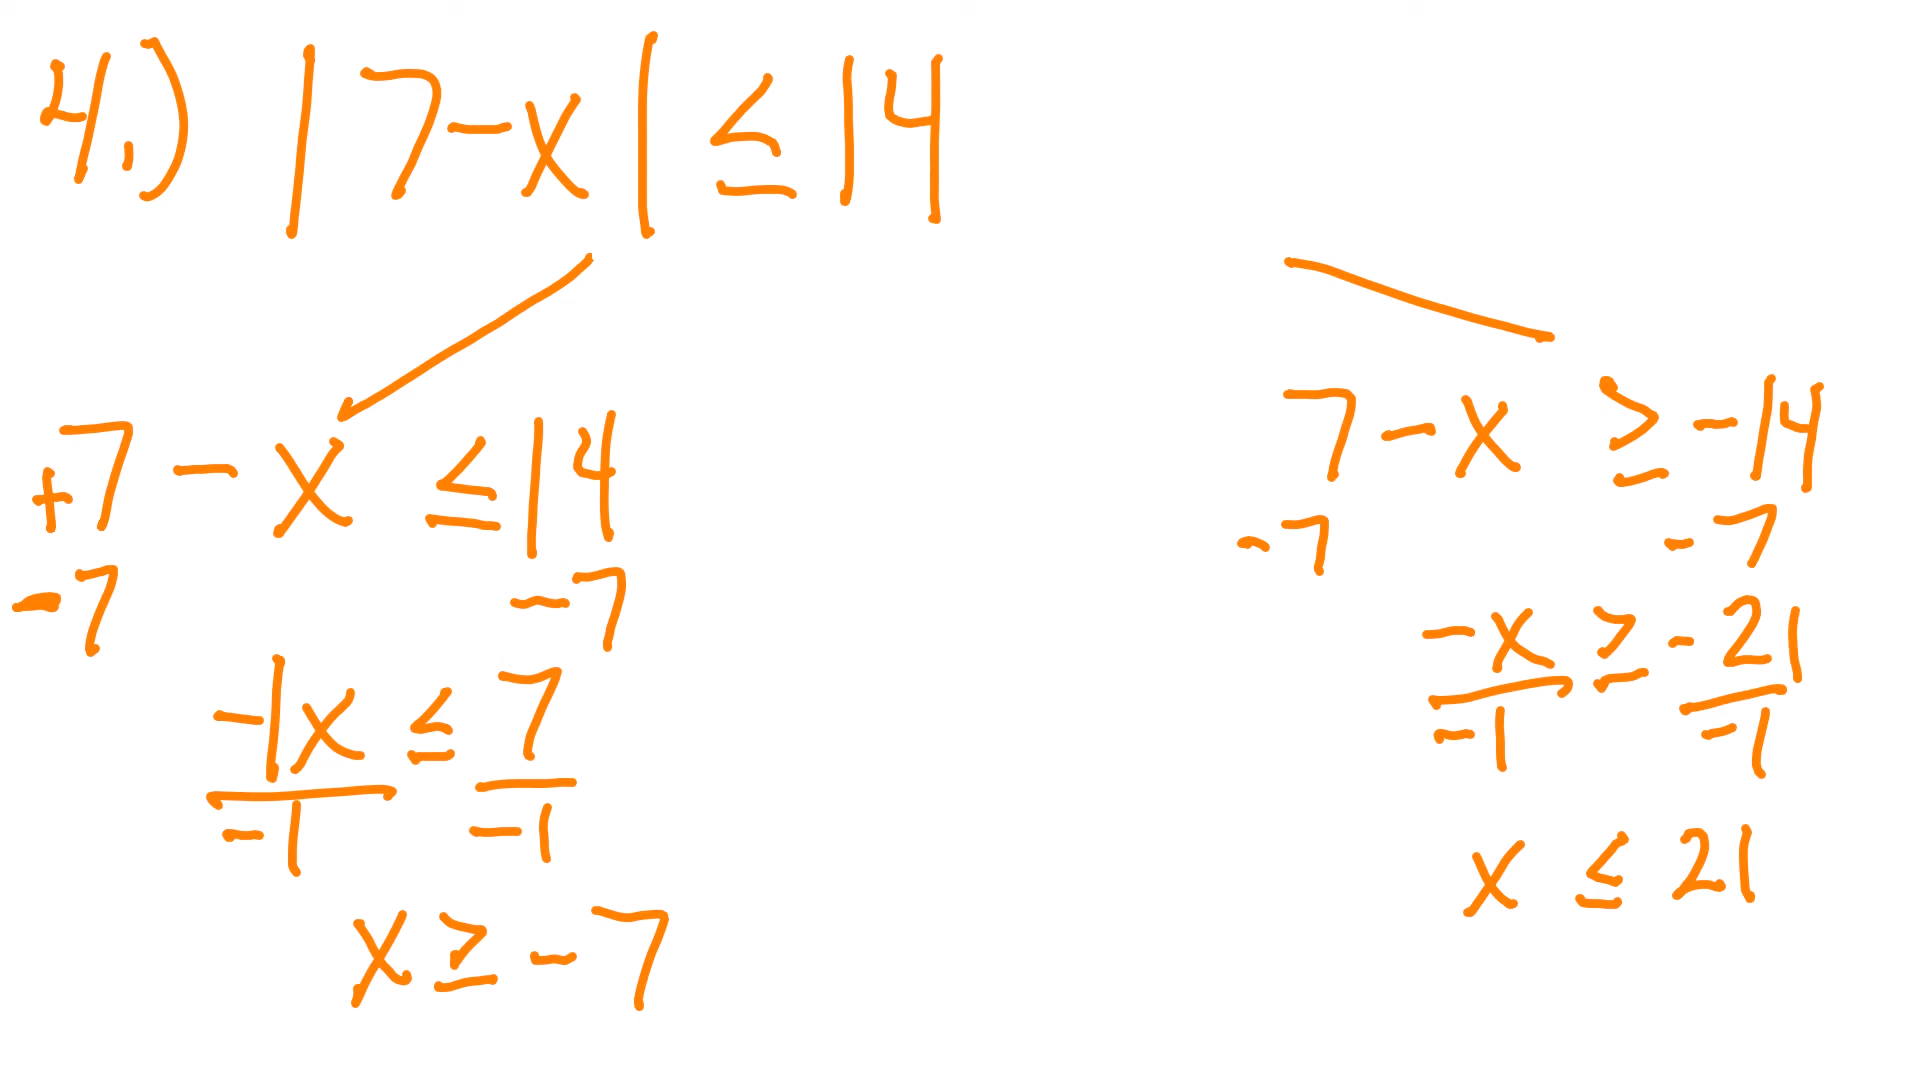 4.) |7-x| ≤ 14
+7 - x ≤ 14
-7 -7
-1x ≤ 7
-1 -1
x ≥ -7
7-x ≥ -14
-7 -7
-x ≥ -21
-1 -1
x ≤ 21